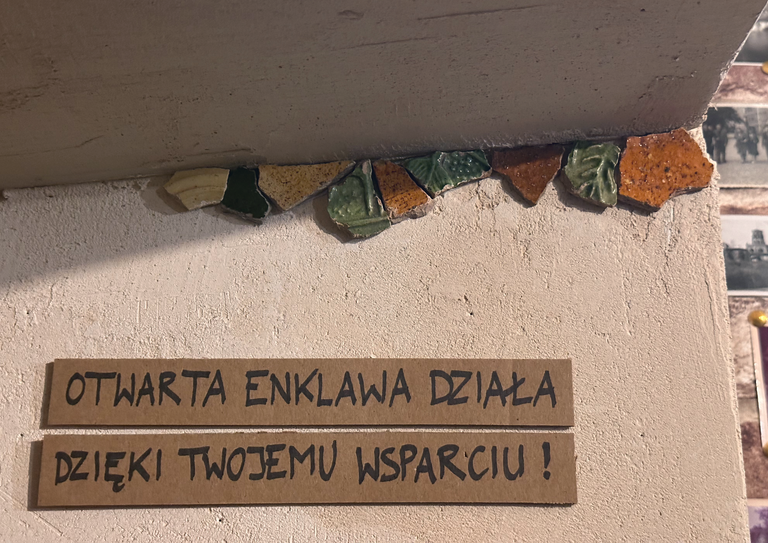 OTWARTA ENKLAWA DZIAŁA
DZIĘKI TWOJEMU WSPARCIU !